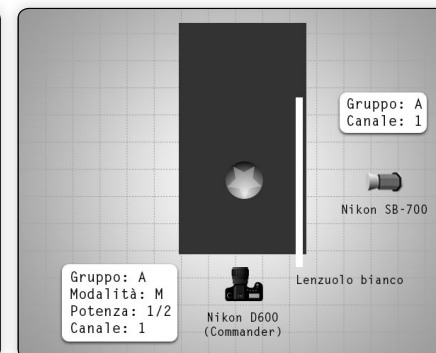 Gruppo: A
Canale: 1
Nikon SB-700
Lenzuolo bianco
Gruppo: A
Modalità: M
Potenza: 1/2
Canale: 1
Nikon D600
(Commander)